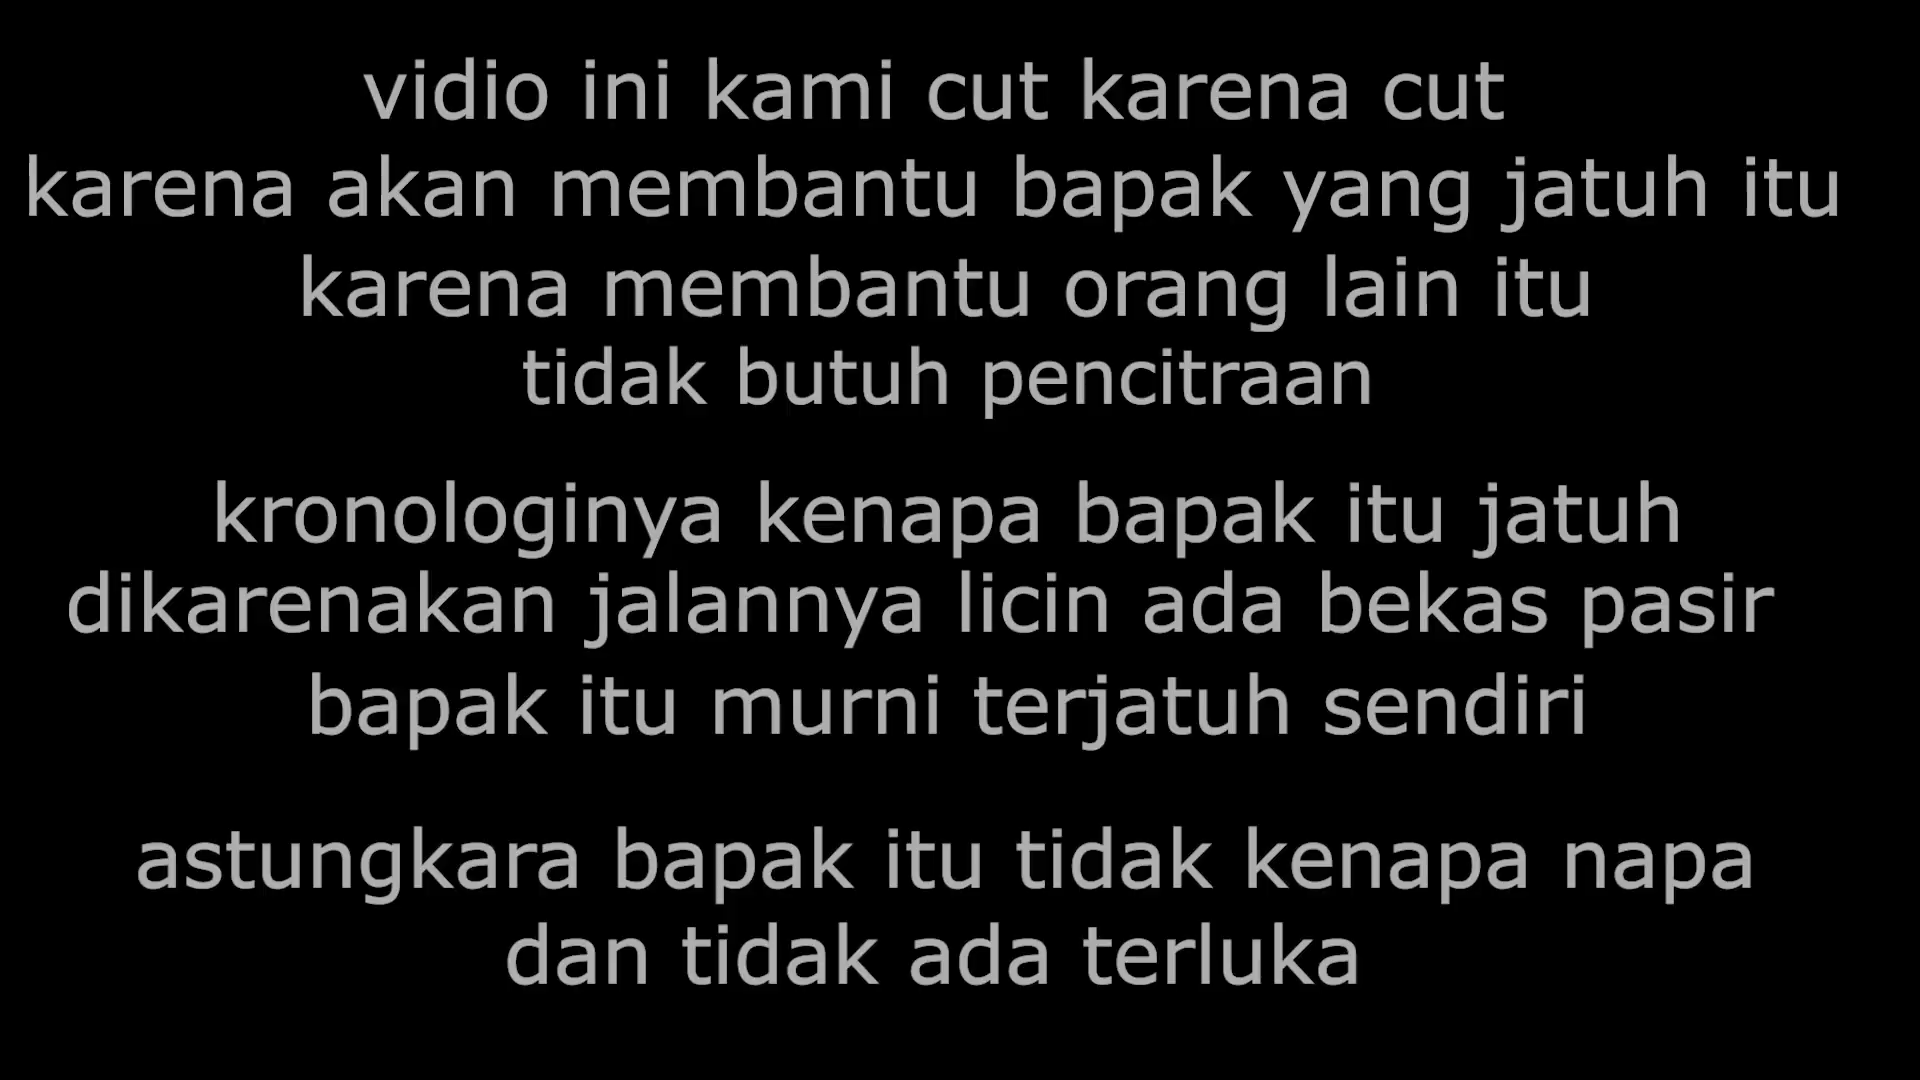 vidio ini kami cut karena cut
karena akan membantu bapak yang jatuh itu
karena membantu orang lain itu
tidak butuh pencitraan
kronologinya kenapa bapak itu jatuh
dikarenakan jalannya licin ada bekas pasir
bapak itu murni terjatuh sendiri
astungkara bapak itu tidak kenapa napa
dan tidak ada terluka